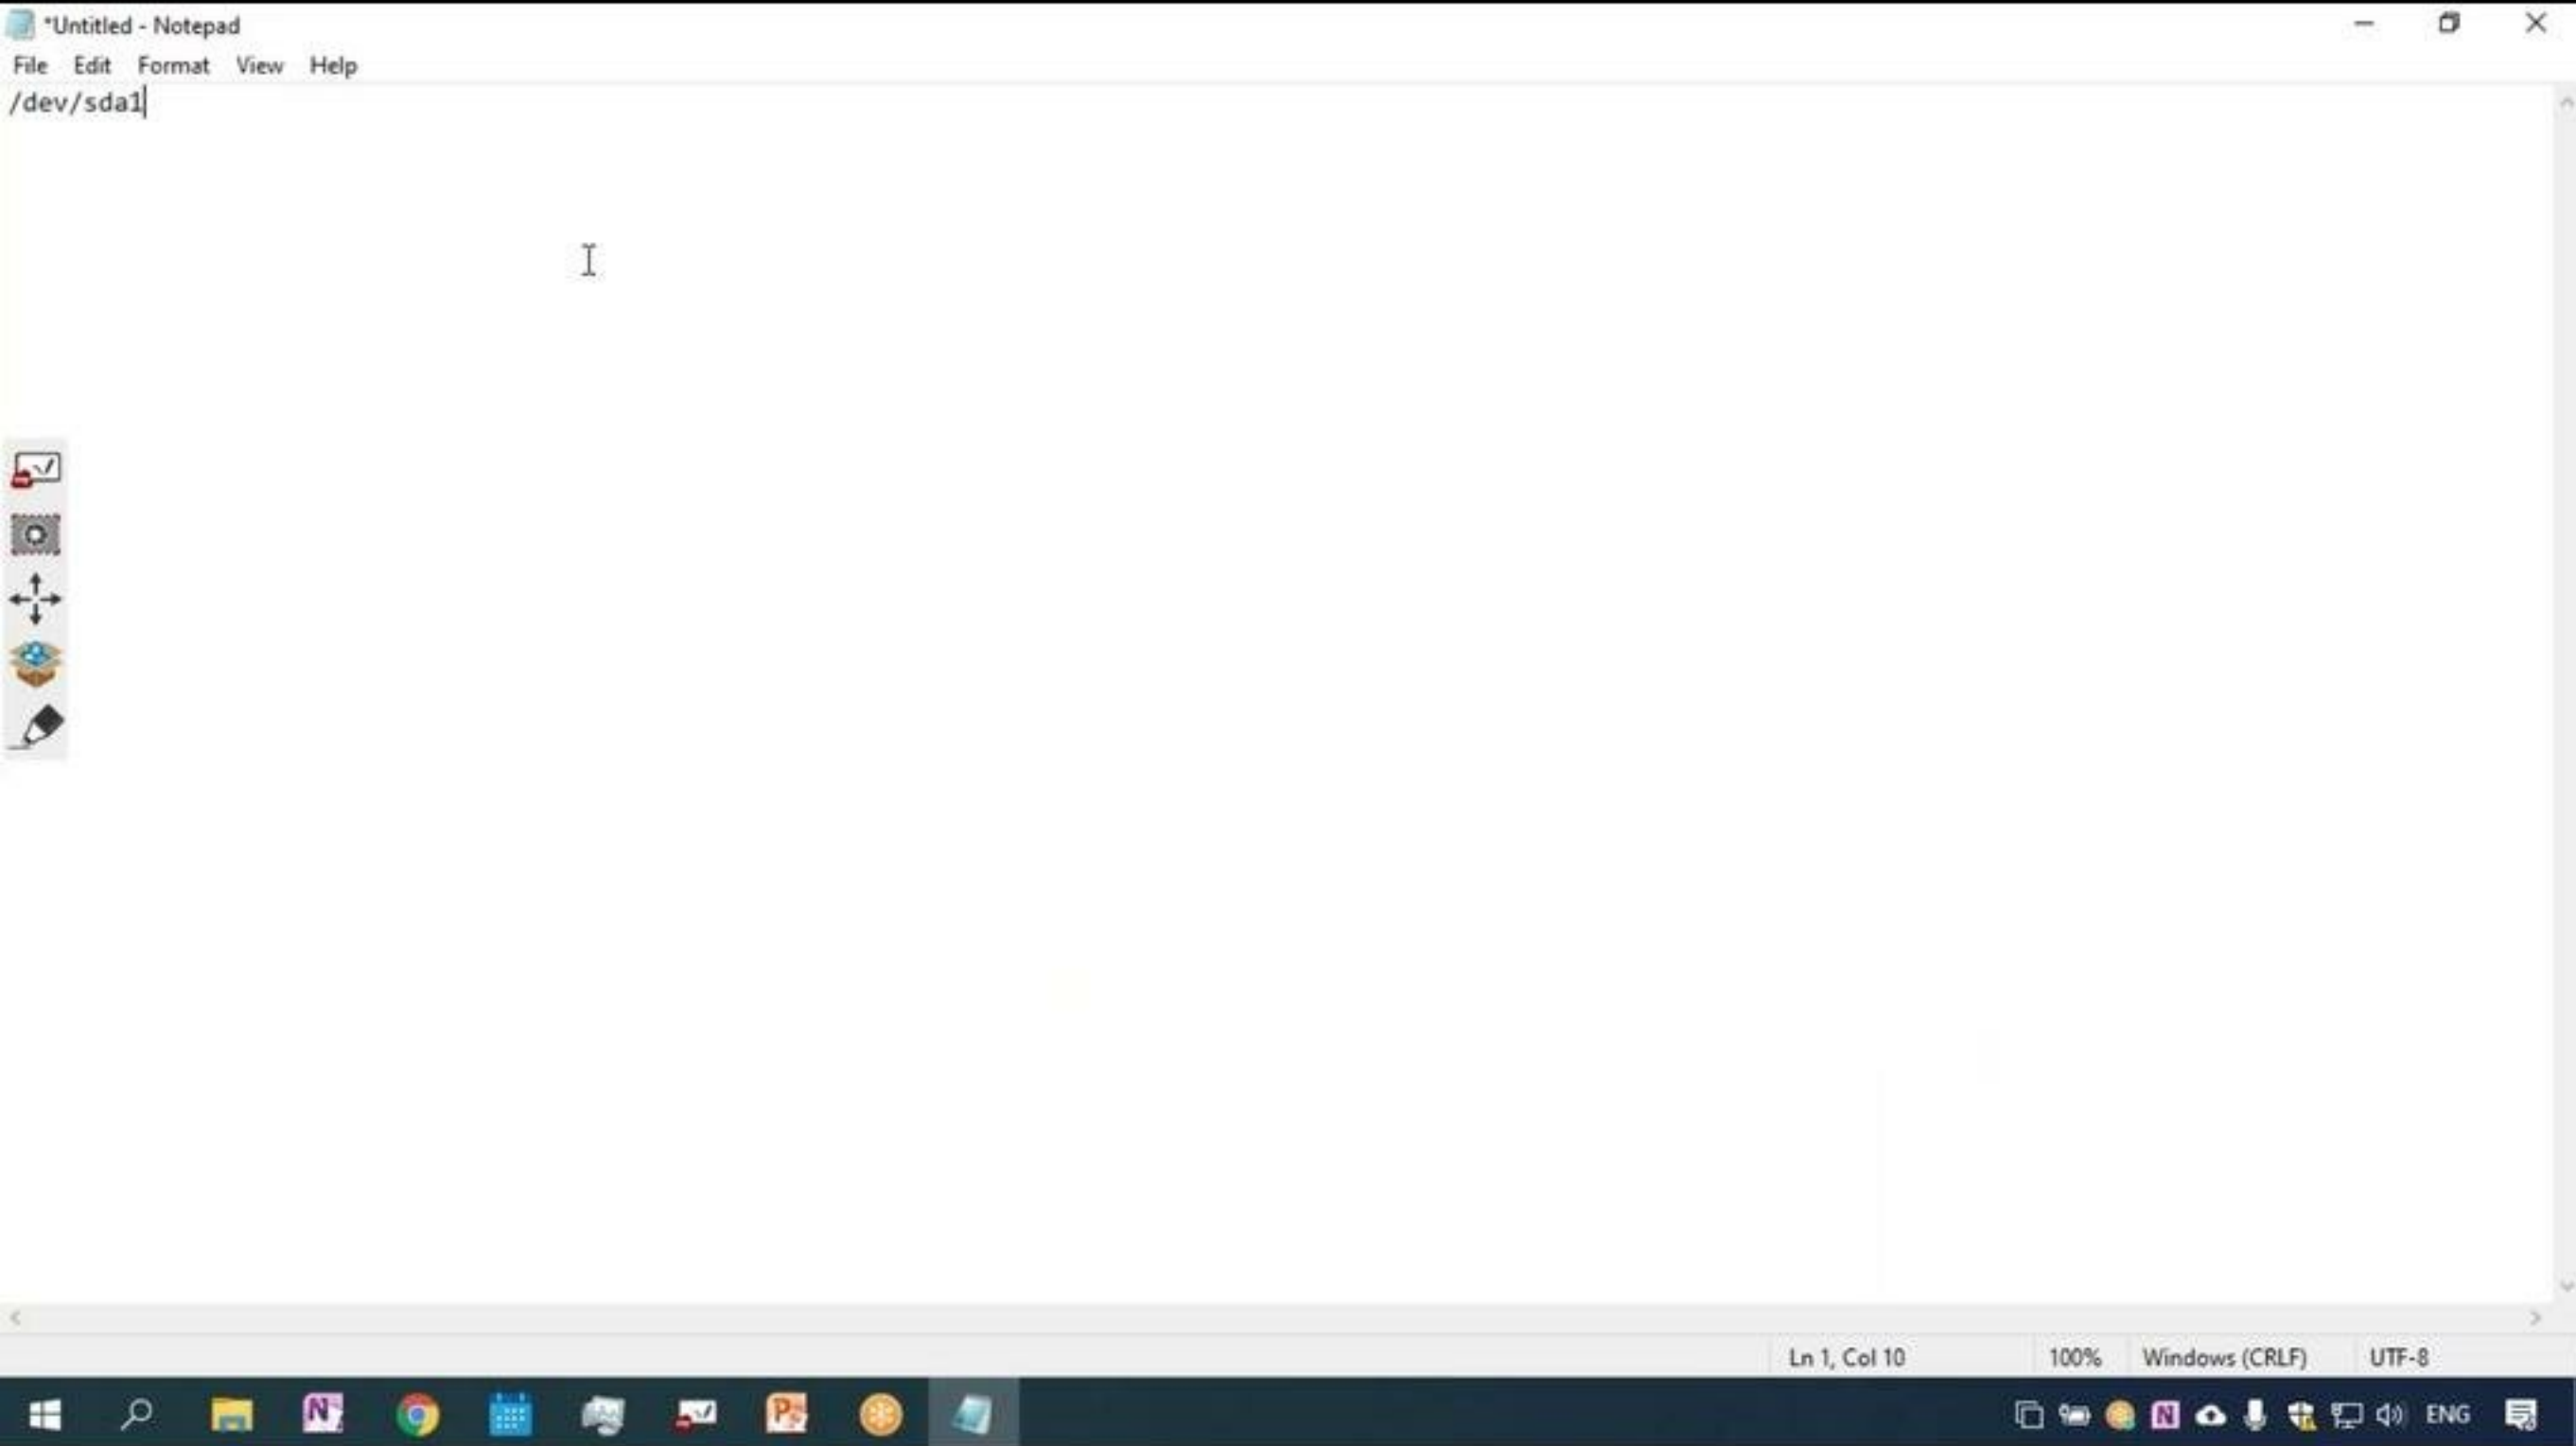 *Untitled - Notepad
File Edit Format View Help
/dev/sda1
Ln 1, Col 10 100% Windows (CRLF) UTF-8
ENG